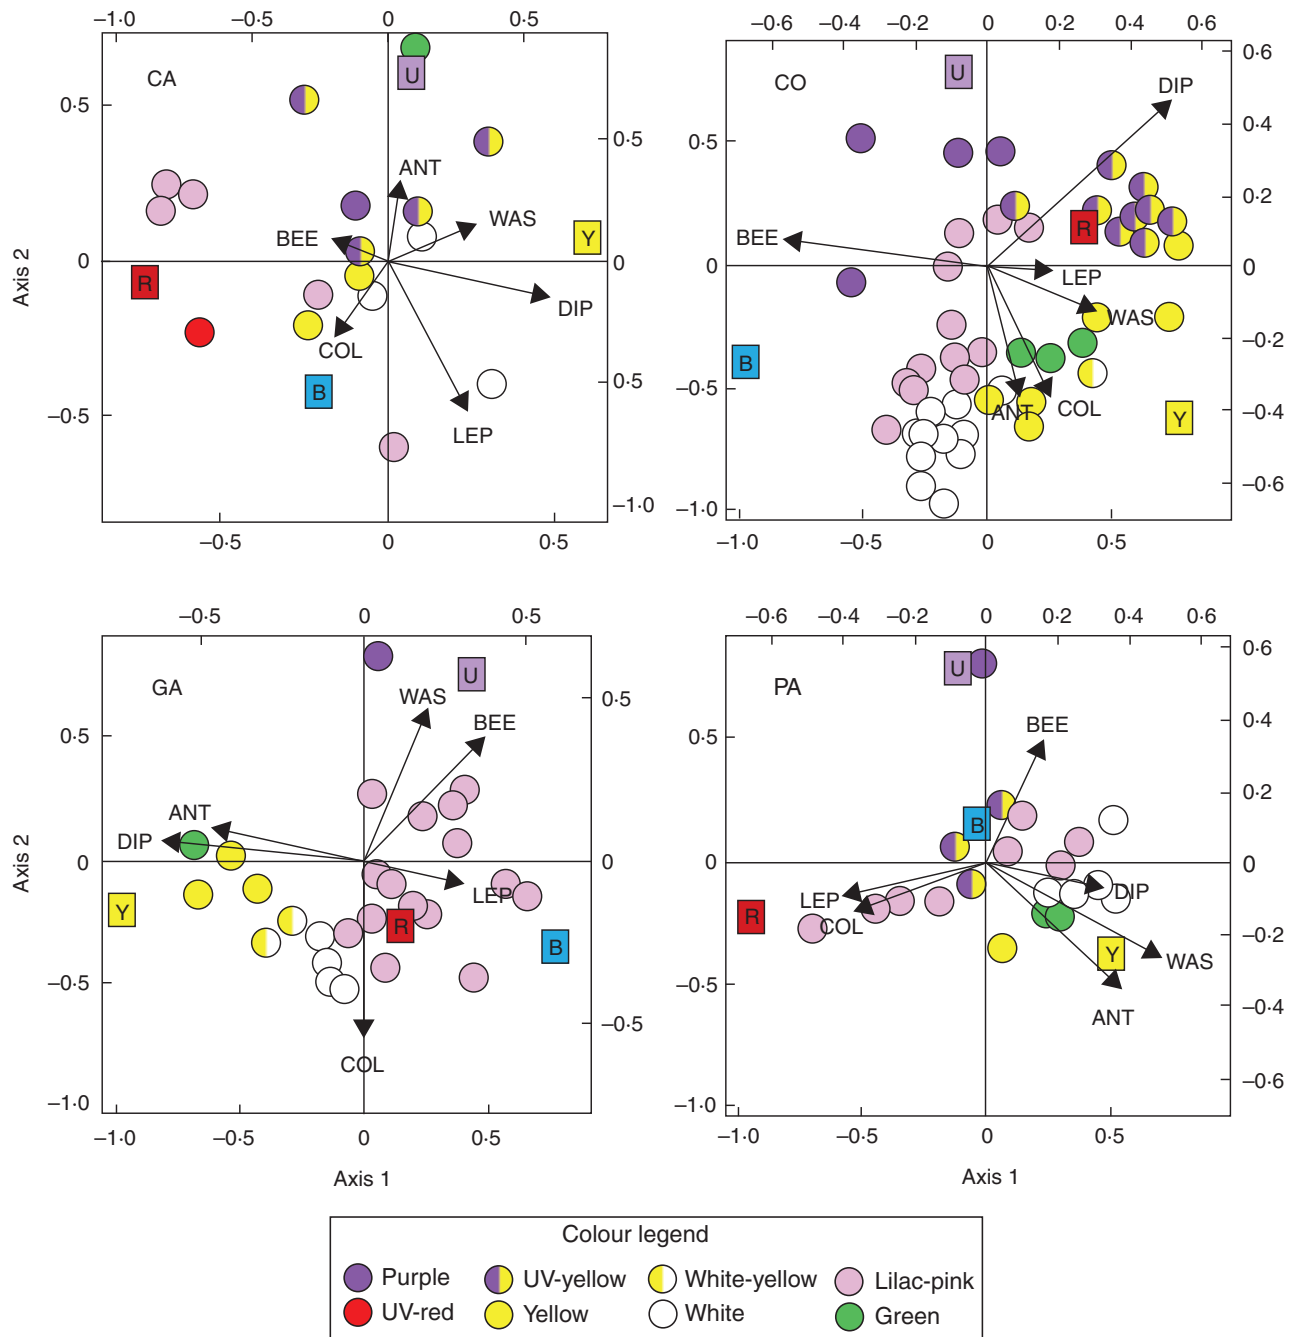 −0·5 0 0·5
−1·0 −0·5 0 0·5
CA
U
0·5
0·5
ANT
WAS
BEE
Y
Axis 2
0
0
R
DIP
COL
B
0·5
LEP
−0·5
−1·0
−0·5 0 0·5
−0·6 −0·4 −0·2 0 0·2 0·4 0·6
0·6
CO
U
DIP
0·4
0·5
0·2
R
BEE
0
0
LEP
WAS
−0·2
B
−0·5
ANT
COL
−0·4
Y
−0·6
−1·0
−1·0 −0·5 0 0·5
−0·5 0 0·5
GA
U
WAS
0·5
BEE
0·5
ANT
DIP
Axis 2
0
0
LEP
Y
R
B
−0·5
−0·5
COL
−1·0
−1·0 −0·5 0 0·5
Axis 1
−0·6 −0·4 −0·2 0 0·2 0·4 0·6
0·6
U
PA
BEE
0·4
0·5
B
0·2
0
0
DIP
LEP
R
COL
−0·2
Y
WAS
−0·5
ANT
−0·4
−0·6
−1·0
−1·0 −0·5 0 0·5
Axis 1
Colour legend
Purple UV-yellow White-yellow Lilac-pink
UV-red Yellow White Green